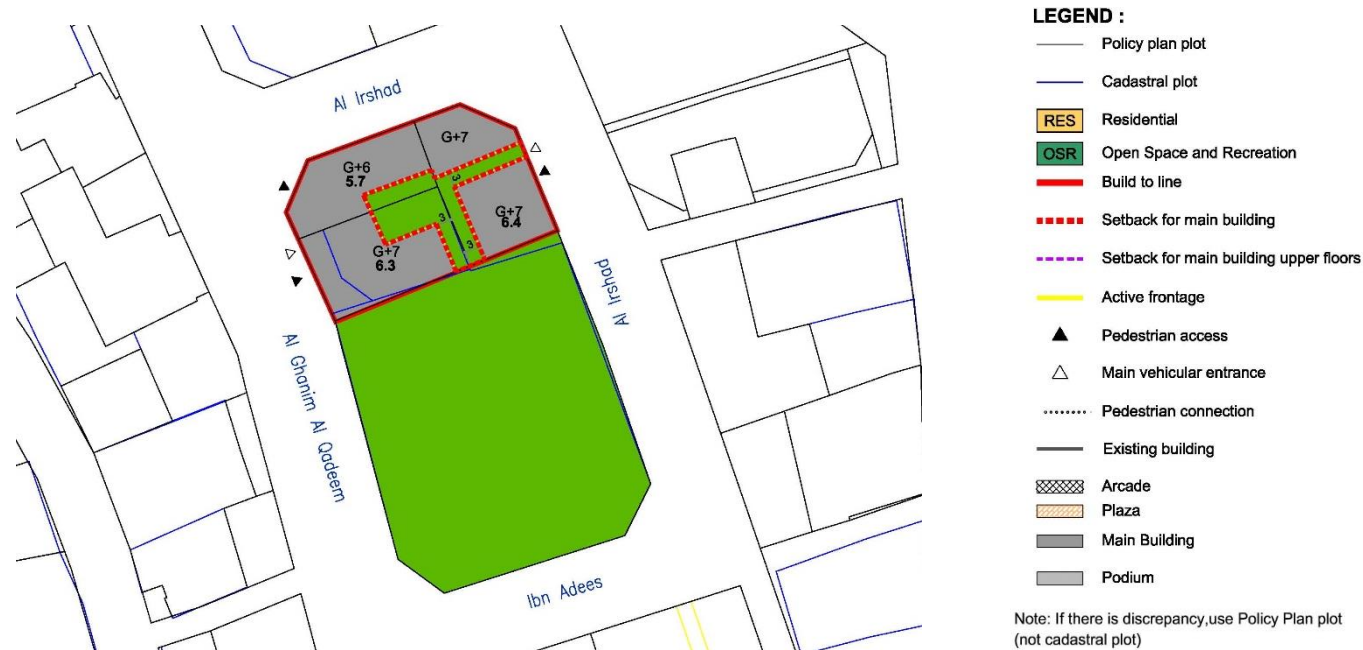 Al Irshad
G+7
G+6
5.7
3
G+7
6.4
3
3
G+7
6.3
Al Irshad
Al Ghanim Al Qadeem
Ibn Adees
LEGEND :
Policy plan plot
Cadastral plot
RES Residential
OSR Open Space and Recreation
Build to line
Setback for main building
Setback for main building upper floors
Active frontage
Pedestrian access
Main vehicular entrance
Pedestrian connection
Existing building
Arcade
Plaza
Main Building
Podium
Note: If there is discrepancy,use Policy Plan plot
(not cadastral plot)